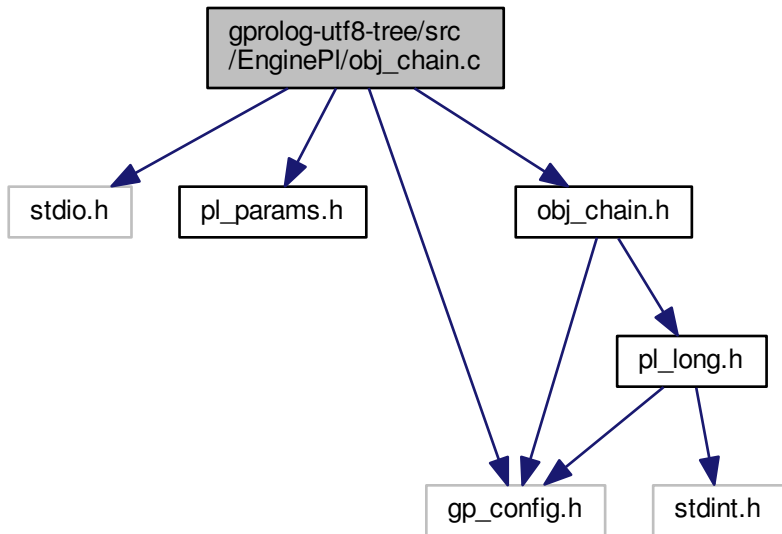 gprolog-utf8-tree/src
/EnginePl/obj_chain.c
stdio.h
pl_params.h
obj_chain.h
pl_long.h
gp_config.h
stdint.h